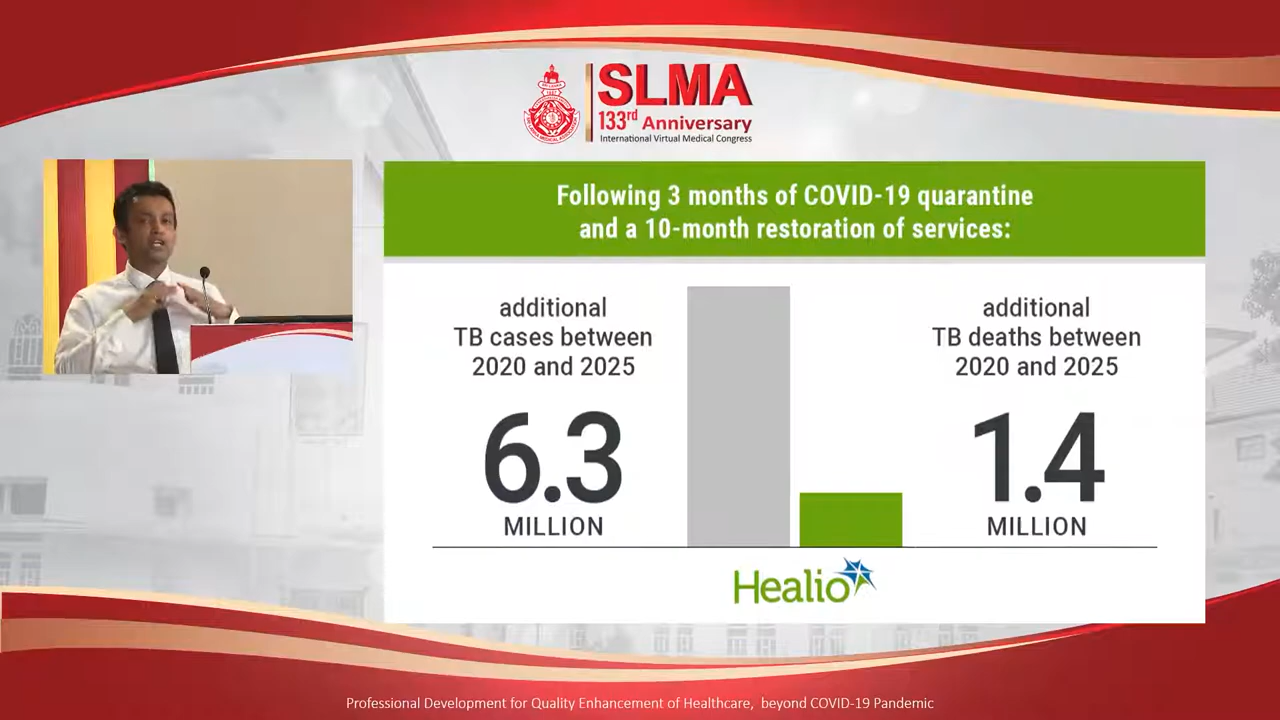 SLMA
133rd Anniversary
International Virtual Medical Congress
Following 3 months of COVID-19 quarantine
and a 10-month restoration of services:
additional
TB cases between
2020 and 2025
6.3
MILLION
additional
TB deaths between
2020 and 2025
1.4
MILLION
Healio
Professional Development for Quality Enhancement of Healthcare, beyond COVID-19 Pandemic